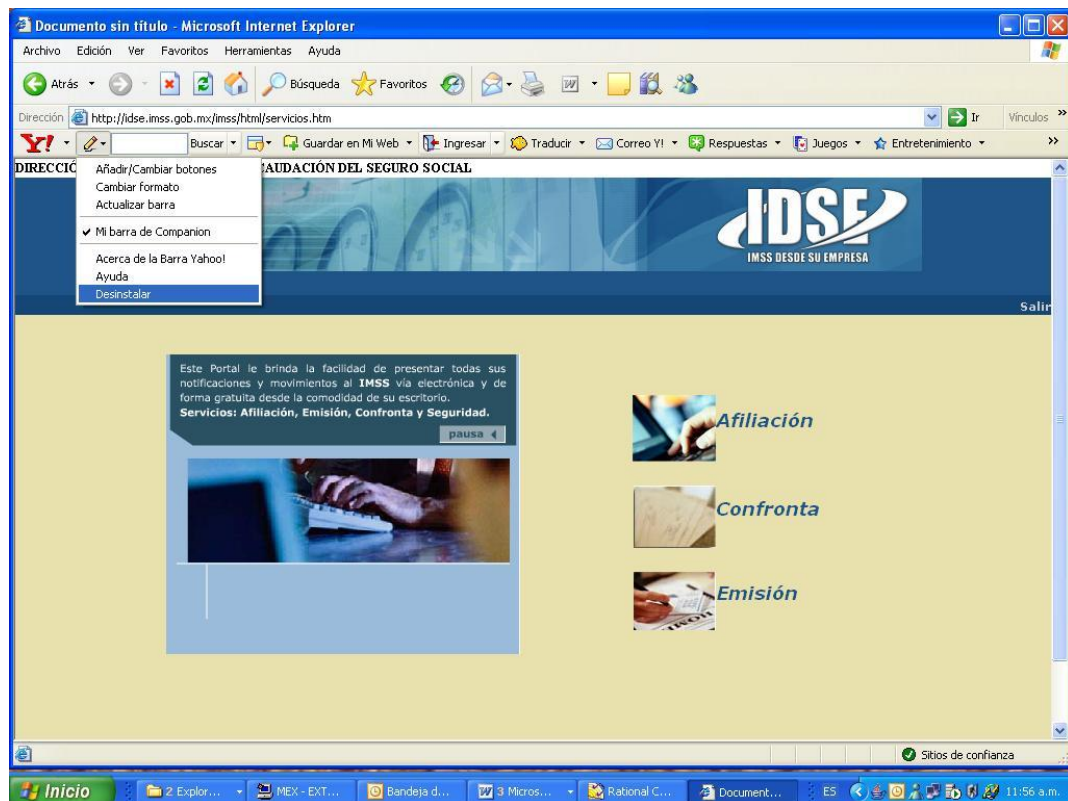 Documento sin título - Microsoft Internet Explorer
Archivo Edición Ver Favoritos Herramientas Ayuda
Atrás Búsqueda Favoritos
Dirección http://idse.imss.gob.mx/imss/html/servicios.htm Ir Vínculos »
Y! Buscar Guardar en Mi Web Ingresar Traducir Correo Y! Respuestas Juegos Entretenimiento »
DIRECCIÓ AUDACIÓN DEL SEGURO SOCIAL
Añadir/Cambiar botones
Cambiar formato
Actualizar barra
Mi barra de Companion
Acerca de la Barra Yahoo!
Ayuda
Desinstalar
IDSE
IMSS DESDE SU EMPRESA
Salir
Este Portal le brinda la facilidad de presentar todas sus
notificaciones y movimientos al IMSS vía electrónica y de
forma gratuita desde la comodidad de su escritorio.
Servicios: Afiliación, Emisión, Confronta y Seguridad.
pausa
Afiliación
Confronta
Emisión
HOME
Sitios de confianza
Inicio 2 Explor... MEX - EXT... Bandeja d... 3 Micros... Rational C... Document... ES 11:56 a.m.